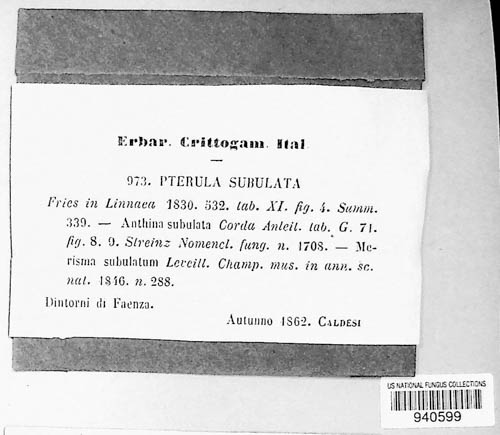 Erbar. Crittogam. Ital.
973. PTERULA SUBULATA
Fries in Linnaea 1830. 532. tab. XI. fig. 4. Summ.
339. — Anthina subulata Corda Anleit. tab. G. 71.
fig. 8. 9. Streinz Nomencl. fung. n. 1708. — Me-
risma subulatum Leveill. Champ. mus. in ann. sc.
nat. 1846. n. 288.
Dintorni di Faenza.
Autunno 1862. CALDESI
US NATIONAL FUNGUS COLLECTIONS
940599